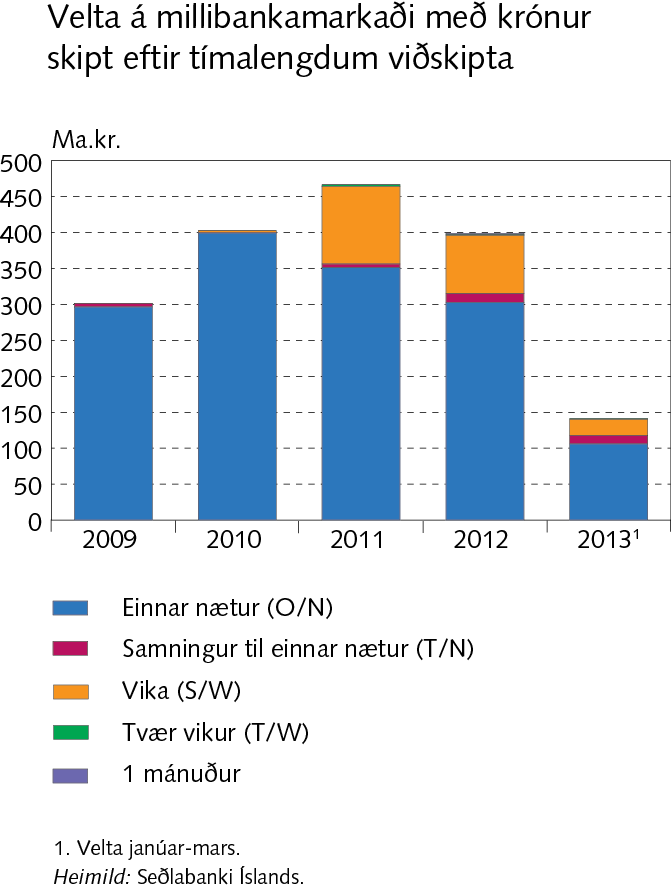 Velta á millibankamarkaði með krónur
skipt eftir tímalengdum viðskipta
Ma.kr.
500
450
400
350
300
250
200
150
100
50
0
2009 2010 2011 2012 2013¹
Einnar nætur (O/N)
Samningur til einnar nætur (T/N)
Vika (S/W)
Tvær vikur (T/W)
1 mánuður
1. Velta janúar-mars.
Heimild: Seðlabanki Íslands.